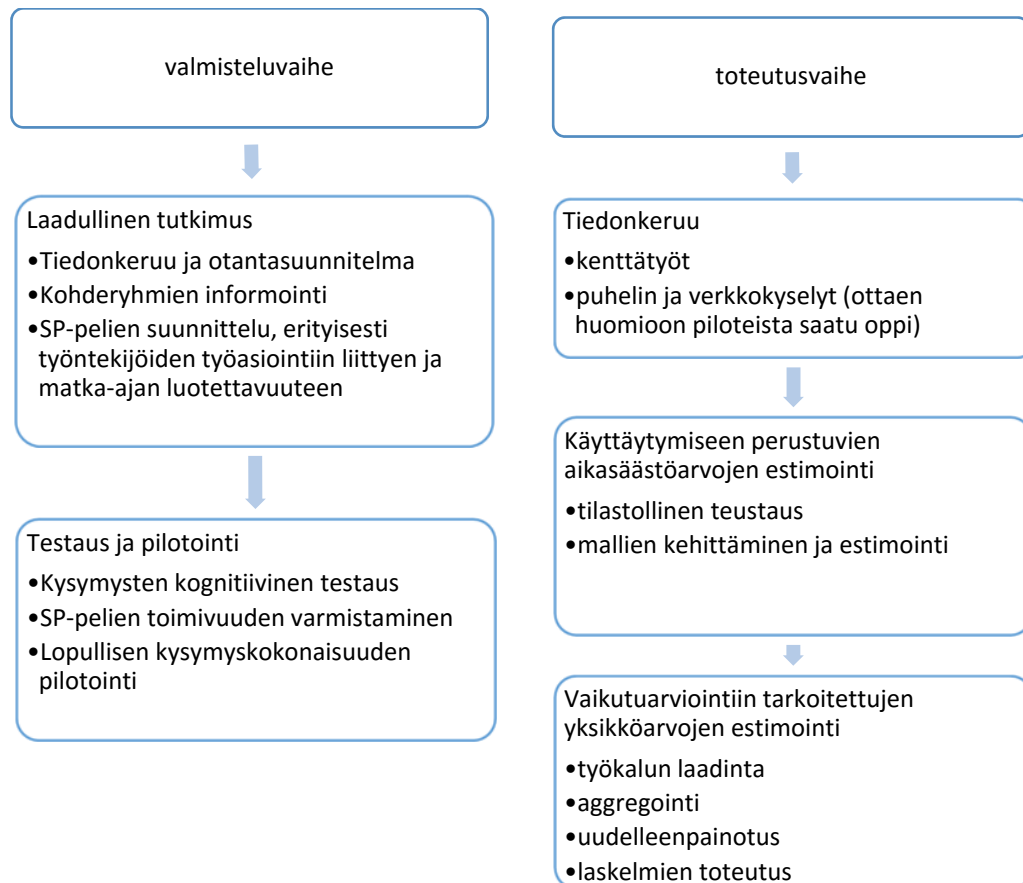 valmisteluvaihe
Laadullinen tutkimus
•Tiedonkeruu ja otantasuunnitelma
•Kohderyhmien informointi
•SP-pelien suunnittelu, erityisesti
työntekijöiden työasiointiin liittyen ja
matka-ajan luotettavuuteen
Testaus ja pilotointi
•Kysymysten kognitiivinen testaus
•SP-pelien toimivuuden varmistaminen
•Lopullisen kysymyskokonaisuuden
pilotointi
toteutusvaihe
Tiedonkeruu
•kenttätyöt
•puhelin ja verkkokyselyt (ottaen
huomioon piloteista saatu oppi)
Käyttäytymiseen perustuvien
aikasäästöarvojen estimointi
•tilastollinen teustaus
•mallien kehittäminen ja estimointi
Vaikutuarviointiin tarkoitettujen
yksikköarvojen estimointi
•työkalun laadinta
•aggregointi
•uudelleenpainotus
•laskelmien toteutus